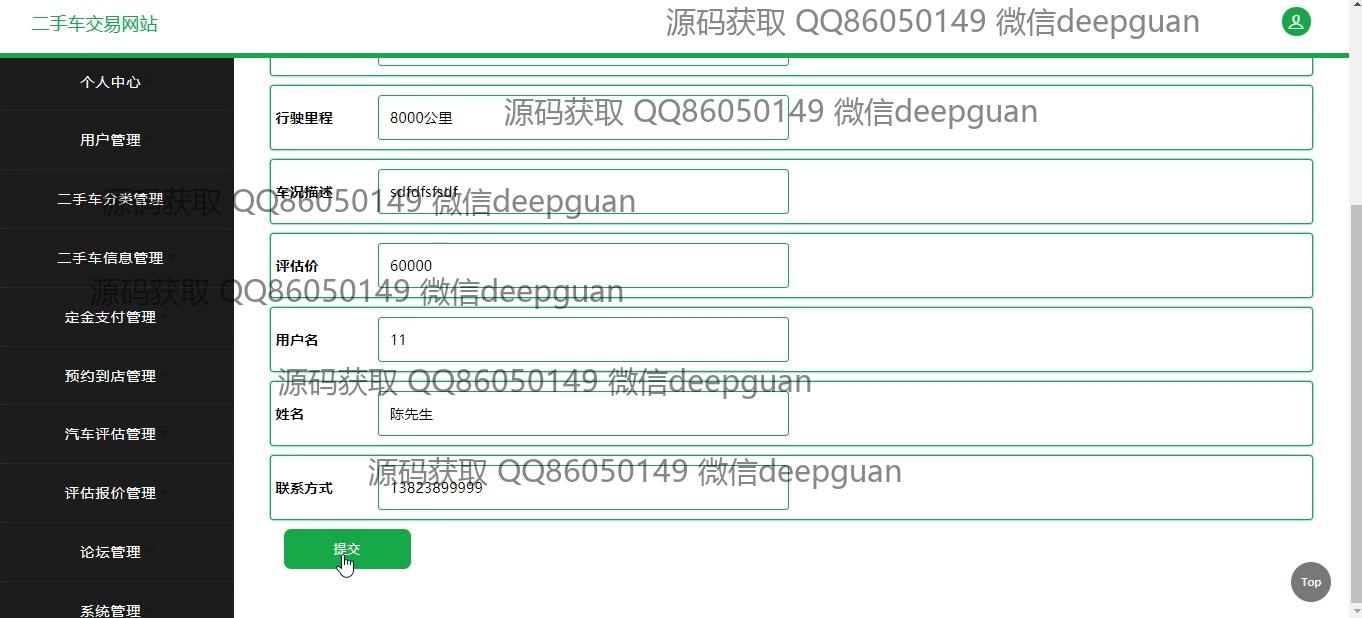 二手车交易网站
源码获取 QQ86050149 微信deepguan
个人中心
行驶里程
8000公里
源码获取 QQ86050149 微信deepguan
用户管理
车况描述
sdfdfsfsdf
二手车分类管理
源码获取 QQ86050149 微信deepguan
二手车信息管理
评估价
60000
源码获取 QQ86050149 微信deepguan
定金支付管理
用户名
11
预约到店管理
源码获取 QQ86050149 微信deepguan
姓名
陈先生
汽车评估管理
源码获取 QQ86050149 微信deepguan
联系方式
13823899999
评估报价管理
论坛管理
提交
Top
系统管理